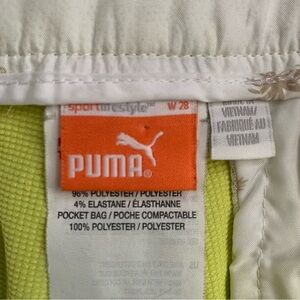 sportlifestyle W 28
PUMA
96% POLYESTER / POLYESTER
4% ELASTANE / ÉLASTHANNE
POCKET BAG / POCHE COMPACTABLE
100% POLYESTER / POLYESTER
MADE IN
VIETNAM/
FABRIQUÉ AU
VIETNAM